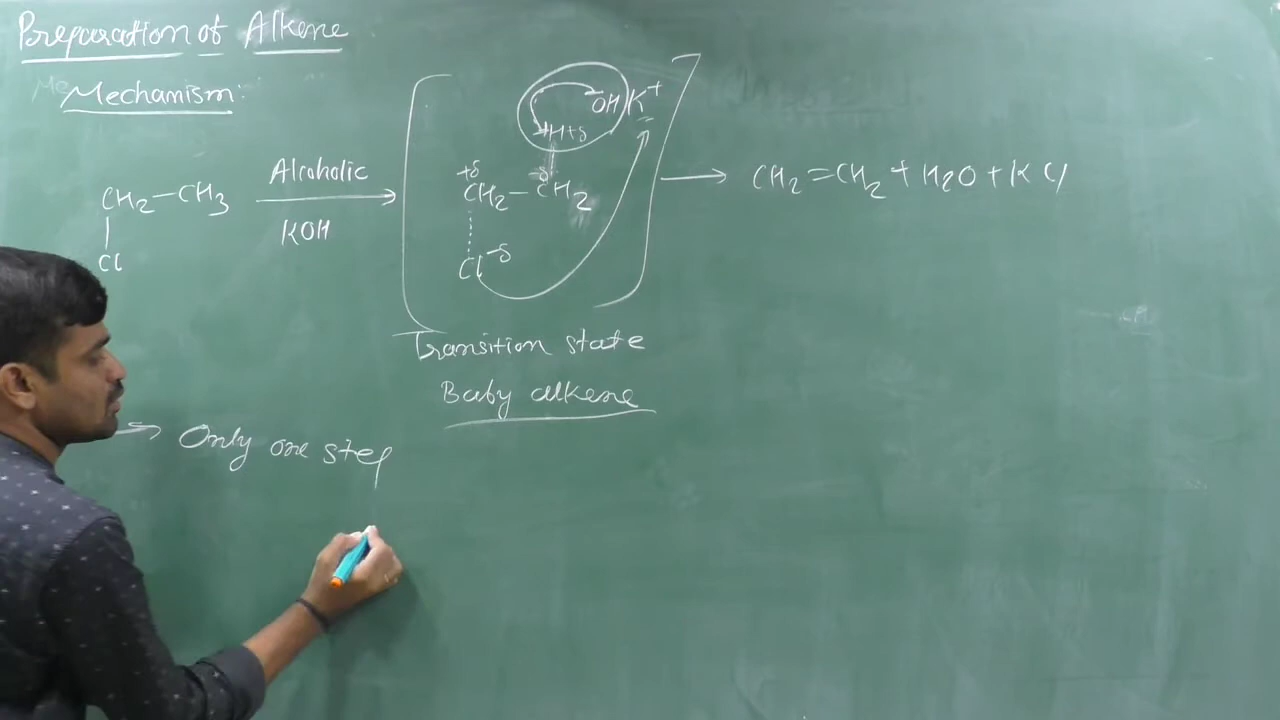 Preparation of Alkene
Mechanism:
CH2–CH3
Cl
Alcoholic
KOH
OH K+
H+δ
+δ -δ
CH2–CH2
Cl-δ
→ CH2=CH2 + H2O + KCl
Transition state
Baby alkene
→ Only one step